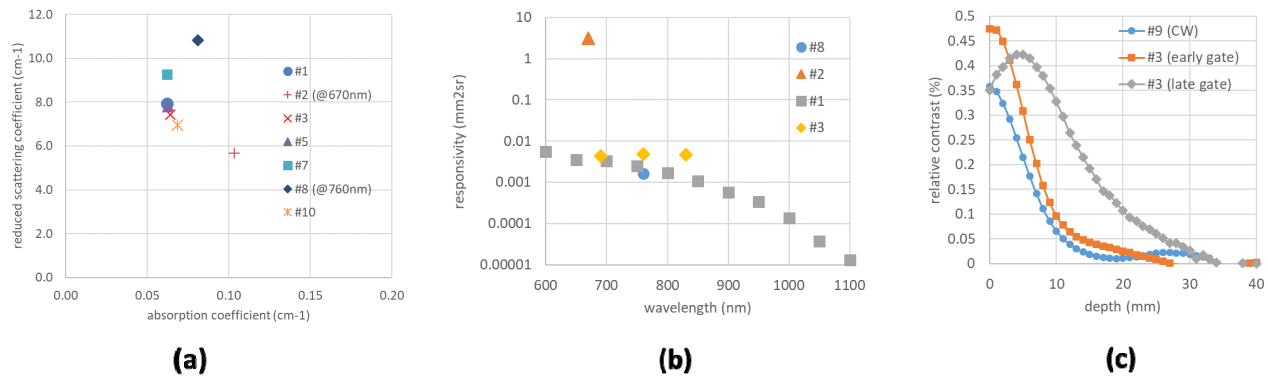 12.0
10.0
8.0
6.0
4.0
2.0
0.0
0.00 0.05 0.10 0.15 0.20
reduced scattering coefficient (cm-1)
absorption coefficient (cm-1)
#1
#2 (@670nm)
#3
#5
#7
#8 (@760nm)
#10
(a)
10
1
0.1
0.01
0.001
0.0001
0.00001
600 700 800 900 1000 1100
responsivity (mm2sr)
wavelength (nm)
#8
#2
#1
#3
(b)
0.5
0.45
0.4
0.35
0.3
0.25
0.2
0.15
0.1
0.05
0
0 10 20 30 40
relative contrast (%)
depth (mm)
#9 (CW)
#3 (early gate)
#3 (late gate)
(c)